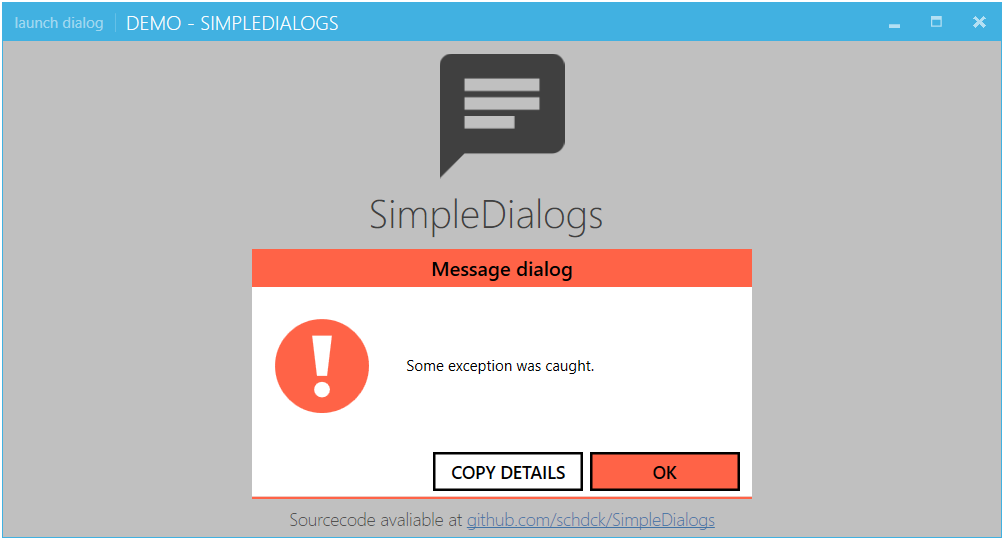 launch dialog DEMO - SIMPLEDIALOGS
SimpleDialogs
Message dialog
Some exception was caught.
COPY DETAILS OK
Sourcecode avaliable at github.com/schdck/SimpleDialogs